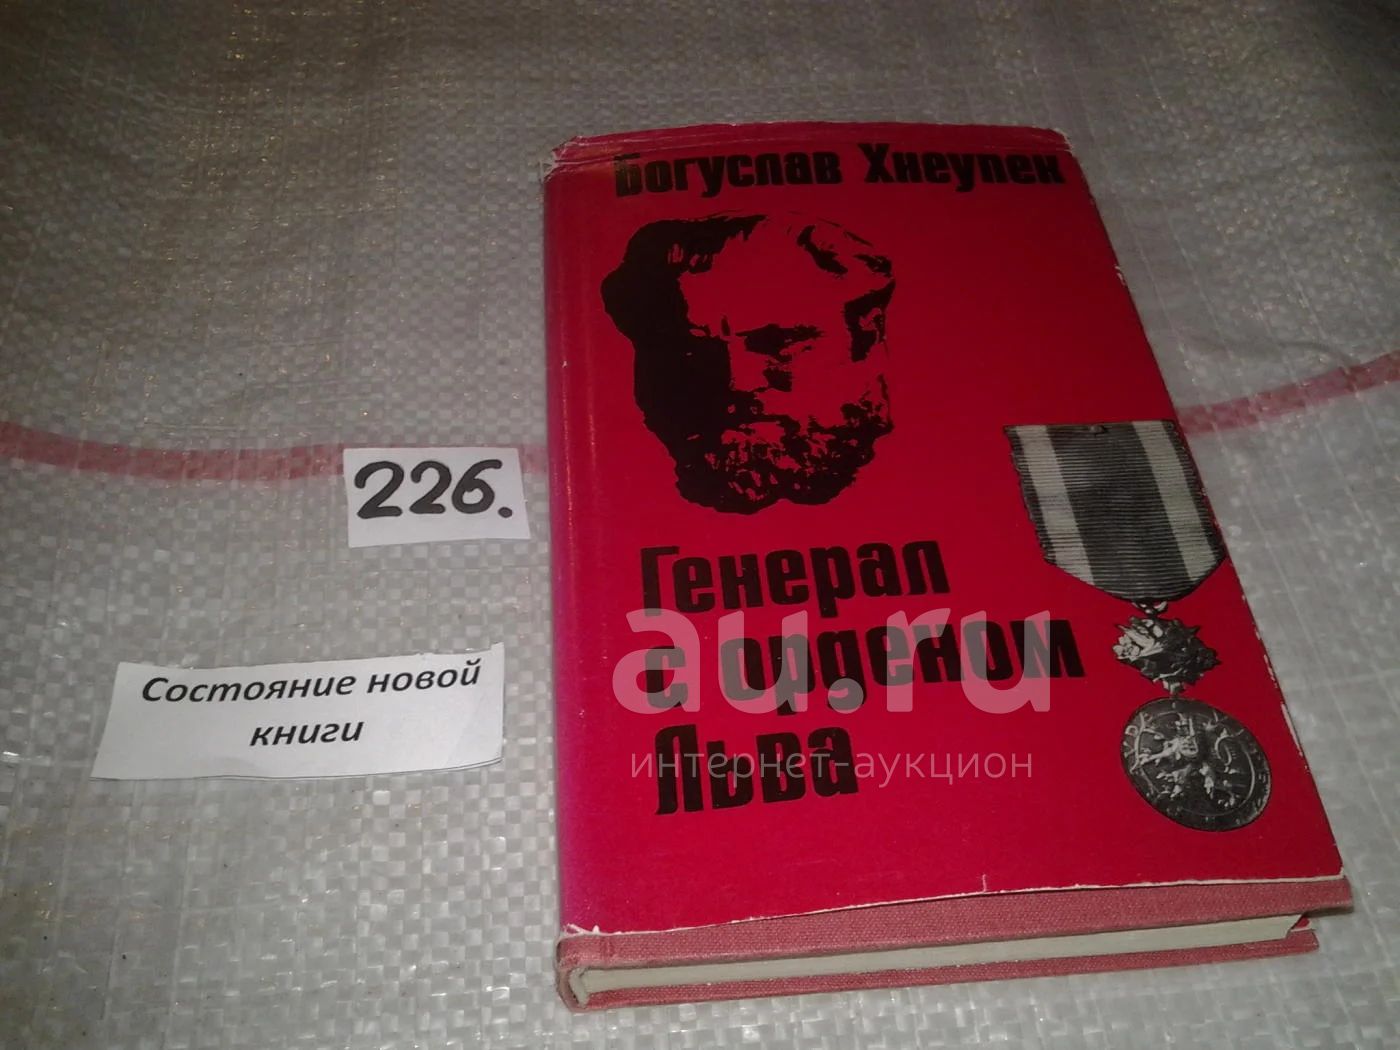 Богуслав Хнеупек
226.
Генерал
с орденом
Льва
au.ru
интернет-аукцион
Состояние новой
книги